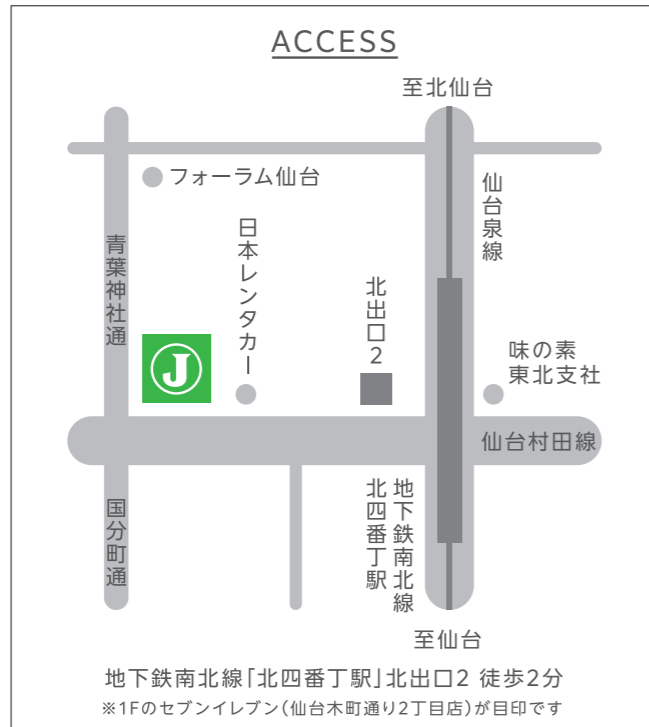 ACCESS
至北仙台
フォーラム仙台
仙台泉線
青葉神社通
日本レンタカー
北出口2
J
味の素
東北支社
仙台村田線
国分町通
地下鉄南北線
北四番丁駅
至仙台
地下鉄南北線「北四番丁駅」北出口2 徒歩2分
※1Fのセブンイレブン(仙台木町通り2丁目店)が目印です